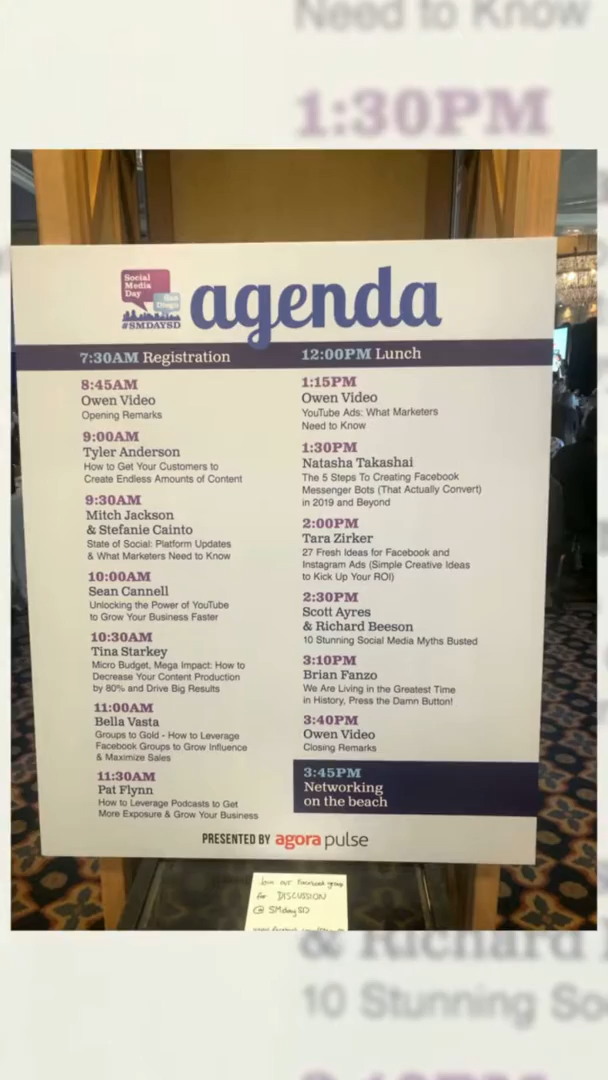 Need to Know
1:30PM
Social
Media
Day
San
Diego
#SMDAYSD
agenda
7:30AM Registration
8:45AM
Owen Video
Opening Remarks
9:00AM
Tyler Anderson
How to Get Your Customers to
Create Endless Amounts of Content
9:30AM
Mitch Jackson
& Stefanie Cainto
State of Social: Platform Updates
& What Marketers Need to Know
10:00AM
Sean Cannell
Unlocking the Power of YouTube
to Grow Your Business Faster
10:30AM
Tina Starkey
Micro Budget, Mega Impact: How to
Decrease Your Content Production
by 80% and Drive Big Results
11:00AM
Bella Vasta
Groups to Gold - How to Leverage
Facebook Groups to Grow Influence
& Maximize Sales
11:30AM
Pat Flynn
How to Leverage Podcasts to Get
More Exposure & Grow Your Business
12:00PM Lunch
1:15PM
Owen Video
YouTube Ads: What Marketers
Need to Know
1:30PM
Natasha Takashai
The 5 Steps To Creating Facebook
Messenger Bots (That Actually Convert)
in 2019 and Beyond
2:00PM
Tara Zirker
27 Fresh Ideas for Facebook and
Instagram Ads (Simple Creative Ideas
to Kick Up Your ROI)
2:30PM
Scott Ayres
& Richard Beeson
10 Stunning Social Media Myths Busted
3:10PM
Brian Fanzo
We Are Living in the Greatest Time
in History, Press the Damn Button!
3:40PM
Owen Video
Closing Remarks
3:45PM
Networking
on the beach
PRESENTED BY agorapulse
Join our Facebook group
for DISCUSSION
@ SMdaySD
& Richard
10 Stunning So